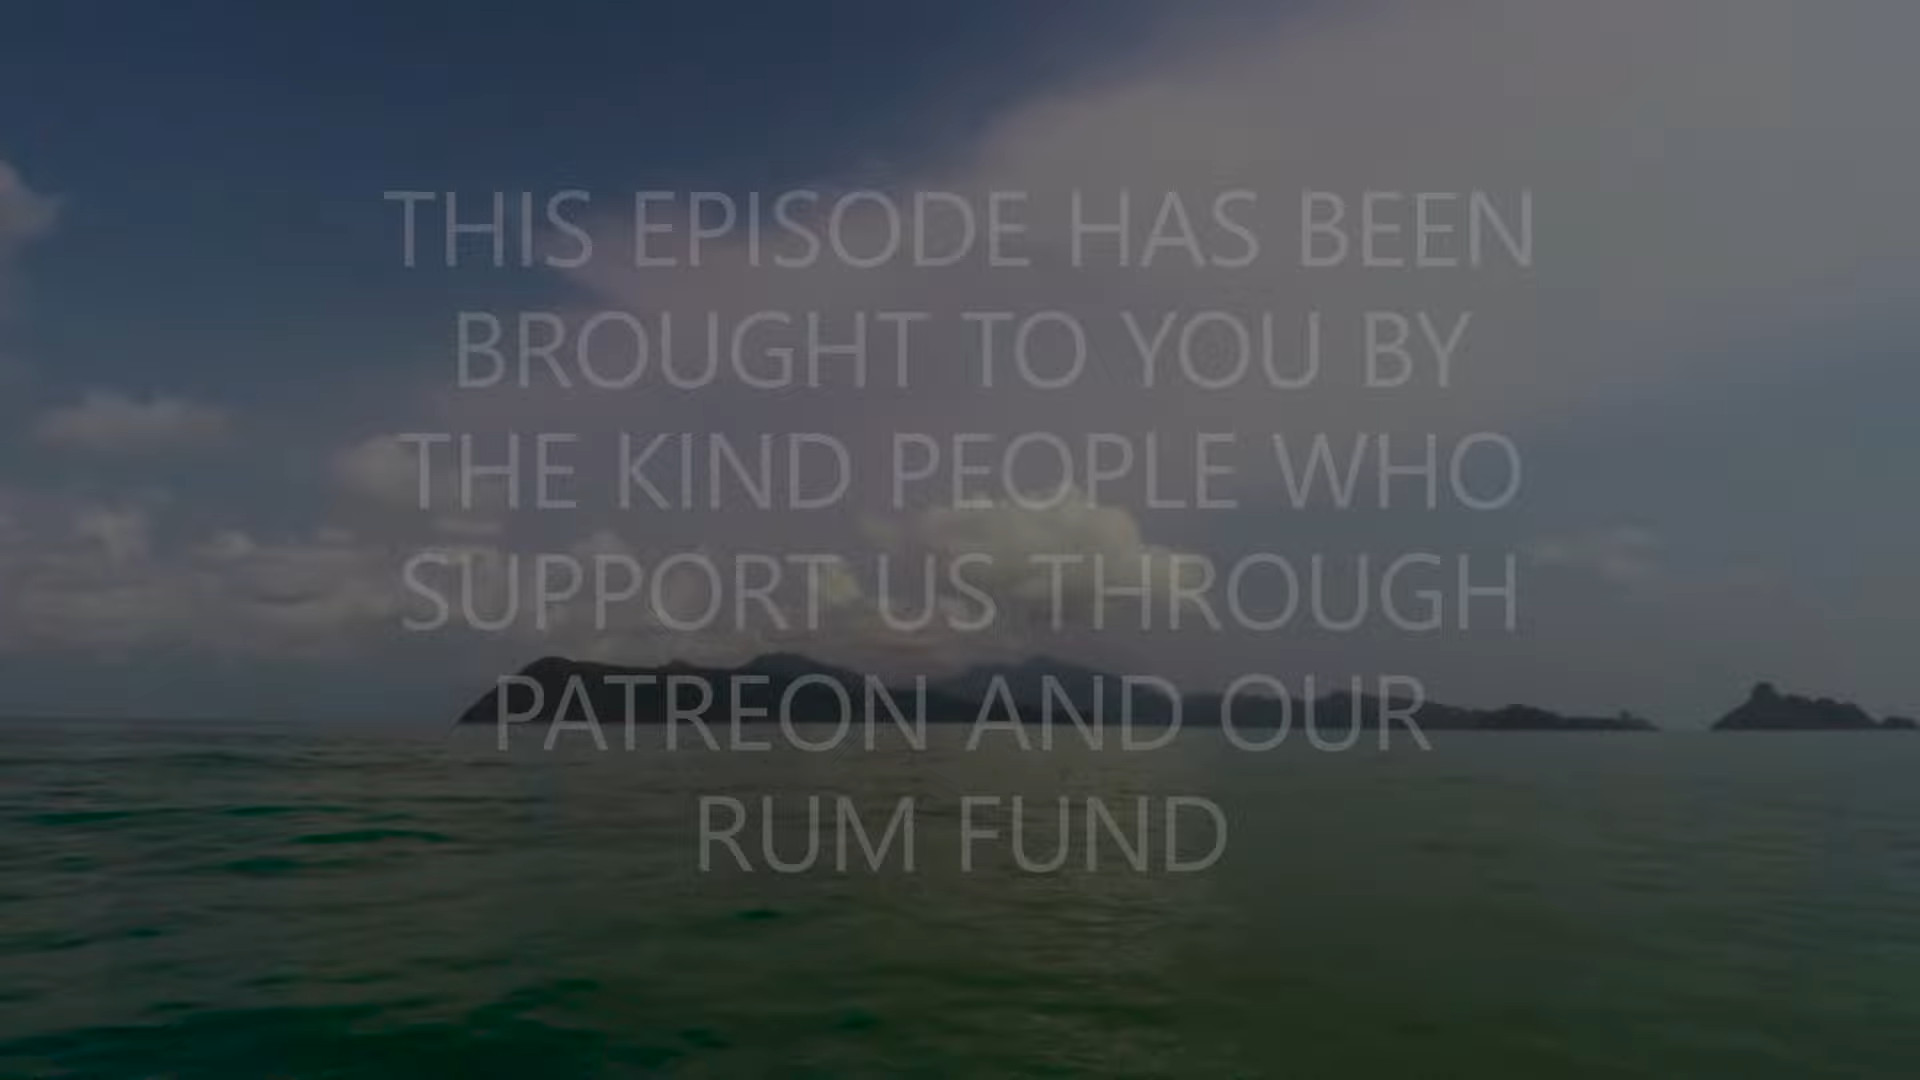 THIS EPISODE HAS BEEN
BROUGHT TO YOU BY
THE KIND PEOPLE WHO
SUPPORT US THROUGH
PATREON AND OUR
RUM FUND